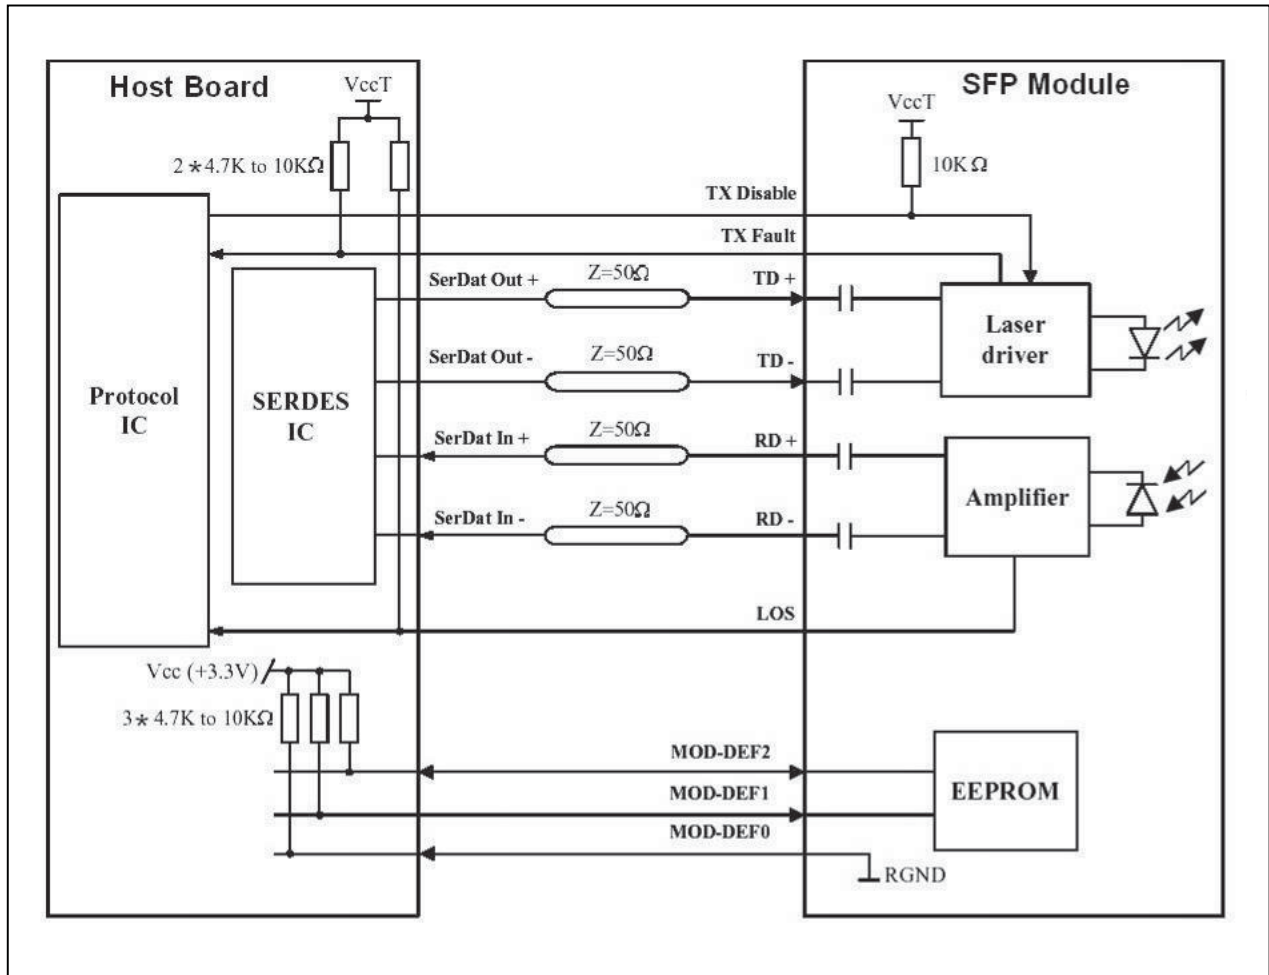 Host Board
VccT
2*4.7K to 10KΩ
SFP Module
VccT
10KΩ
TX Disable
TX Fault
SerDat Out +
Z=50Ω
TD +
SerDat Out -
Z=50Ω
TD -
Laser
driver
Protocol
IC
SERDES
IC
SerDat In +
Z=50Ω
RD +
SerDat In -
Z=50Ω
RD -
Amplifier
LOS
Vcc (+3.3V)
3*4.7K to 10KΩ
MOD-DEF2
MOD-DEF1
MOD-DEF0
EEPROM
RGND